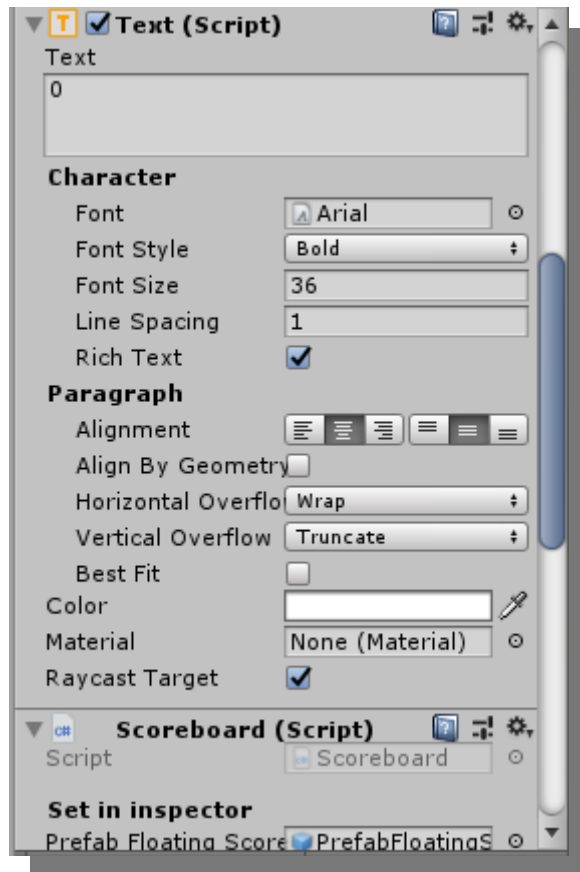 Text (Script)
Text
0
Character
Font Arial
Font Style Bold
Font Size 36
Line Spacing 1
Rich Text
Paragraph
Alignment
Align By Geometry
Horizontal Overflo Wrap
Vertical Overflow Truncate
Best Fit
Color
Material None (Material)
Raycast Target
c# Scoreboard (Script)
Script Scoreboard
Set in inspector
Prefab Floating Score PrefabFloatingS